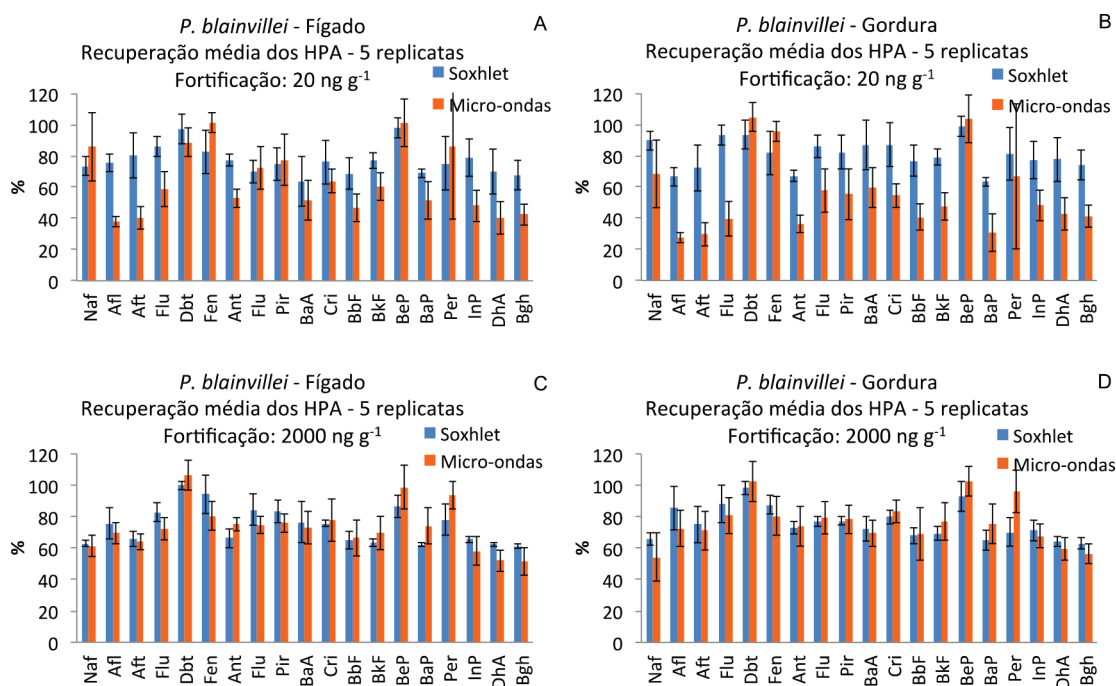 P. blainvillei - Fígado
A
Recuperação média dos HPA - 5 replicatas
Fortificação: 20 ng g⁻¹
Soxhlet
Micro-ondas
120
100
80
60
40
20
0
%
Naf Afl Aft Flu Dbt Fen Ant Flu Pir BaA Cri BbF BkF BeP BaP Per InP DhA Bgh
P. blainvillei - Gordura
B
Recuperação média dos HPA - 5 replicatas
Fortificação: 20 ng g⁻¹
Soxhlet
Micro-ondas
120
100
80
60
40
20
0
%
Naf Afl Aft Flu Dbt Fen Ant Flu Pir BaA Cri BbF BkF BeP BaP Per InP DhA Bgh
P. blainvillei - Fígado
C
Recuperação média dos HPA - 5 replicatas
Fortificação: 2000 ng g⁻¹
Soxhlet
Micro-ondas
120
100
80
60
40
20
0
%
Naf Afl Aft Flu Dbt Fen Ant Flu Pir BaA Cri BbF BkF BeP BaP Per InP DhA Bgh
P. blainvillei - Gordura
D
Recuperação média dos HPA - 5 replicatas
Fortificação: 2000 ng g⁻¹
Soxhlet
Micro-ondas
120
100
80
60
40
20
0
%
Naf Afl Aft Flu Dbt Fen Ant Flu Pir BaA Cri BbF BkF BeP BaP Per InP DhA Bgh